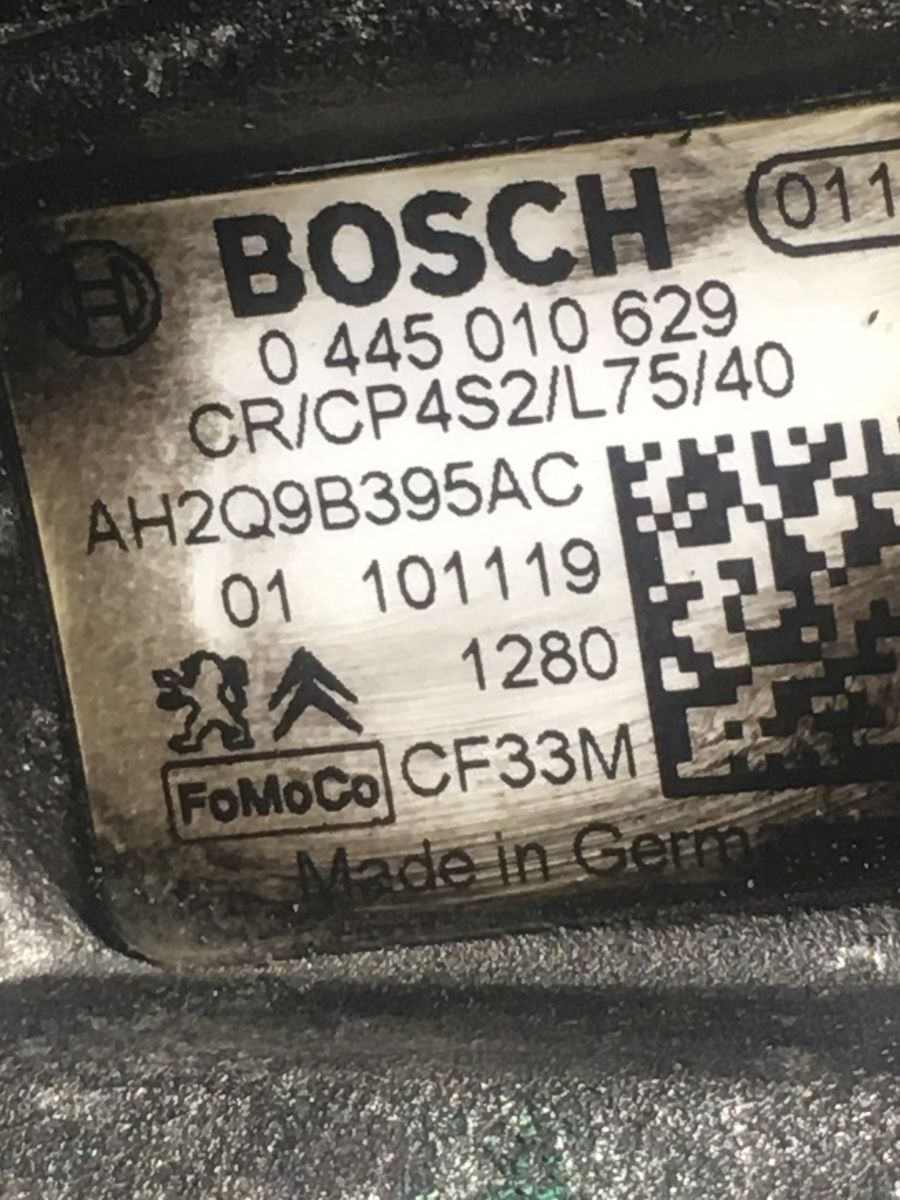 BOSCH
011
0 445 010 629
CR/CP4S2/L75/40
AH2Q9B395AC
01 101119
1280
FoMoCo CF33M
Made in Germ